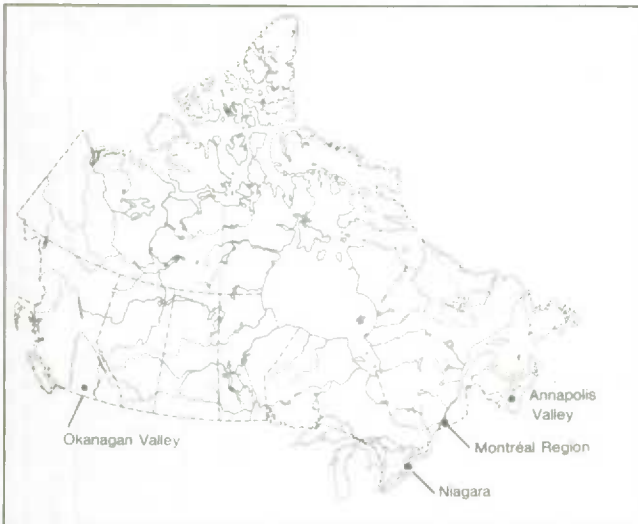 Annapolis
Valley
Okanagan Valley
Montréal Region
Niagara